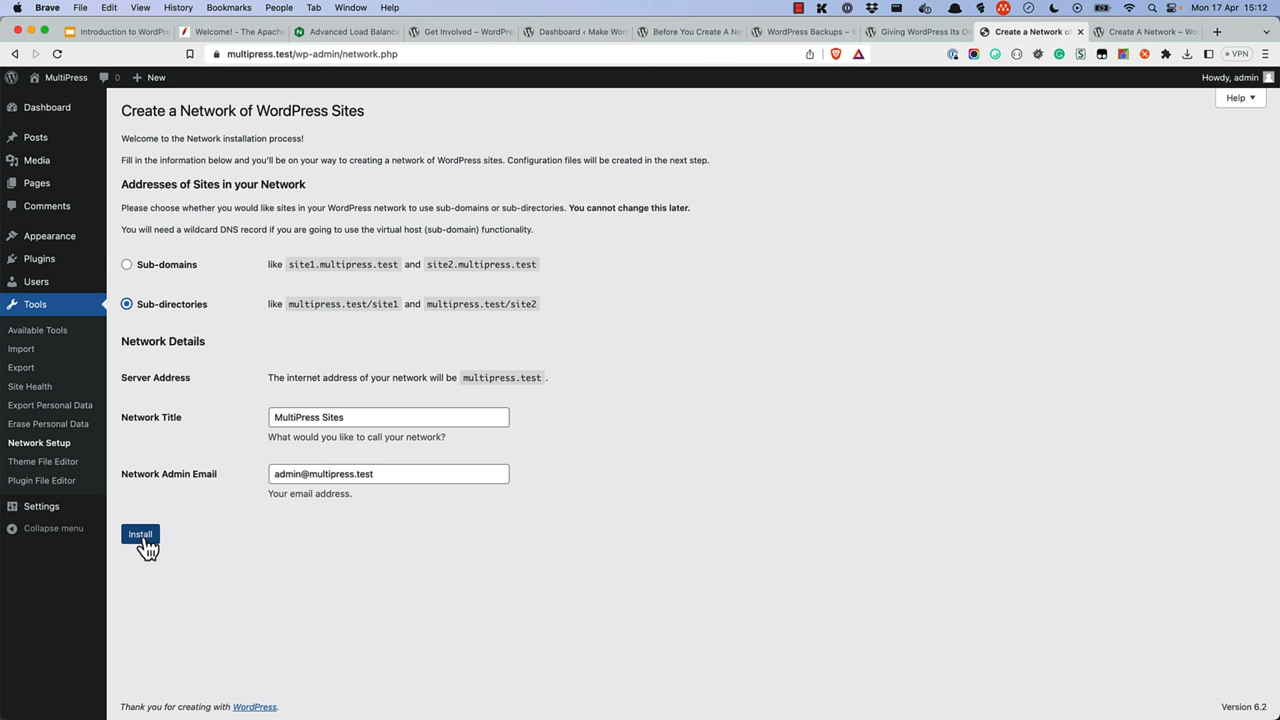 Brave File Edit View History Bookmarks People Tab Window Help Mon 17 Apr 15:12
Introduction to WordPr Welcome! – The Apache Advanced Load Balanc Get Involved – WordPre Dashboard ‹ Make Wor Before You Create A Ne WordPress Backups – V Giving WordPress Its O Create a Network of Create A Network – Wo
multipress.test/wp-admin/network.php VPN
MultiPress 0 New Howdy, admin
Help
Dashboard
Posts
Media
Pages
Comments
Appearance
Plugins
Users
Tools
Available Tools
Import
Export
Site Health
Export Personal Data
Erase Personal Data
Network Setup
Theme File Editor
Plugin File Editor
Settings
Collapse menu
Create a Network of WordPress Sites
Welcome to the Network installation process!
Fill in the information below and you'll be on your way to creating a network of WordPress sites. Configuration files will be created in the next step.
Addresses of Sites in your Network
Please choose whether you would like sites in your WordPress network to use sub-domains or sub-directories. You cannot change this later.
You will need a wildcard DNS record if you are going to use the virtual host (sub-domain) functionality.
Sub-domains like site1.multipress.test and site2.multipress.test
Sub-directories like multipress.test/site1 and multipress.test/site2
Network Details
Server Address The internet address of your network will be multipress.test .
Network Title MultiPress Sites
What would you like to call your network?
Network Admin Email admin@multipress.test
Your email address.
Install
Thank you for creating with WordPress. Version 6.2